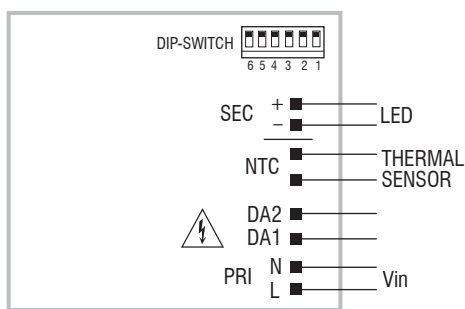 DIP-SWITCH
6 5 4 3 2 1
SEC + LED
−
NTC THERMAL
SENSOR
DA2
DA1
PRI N Vin
L